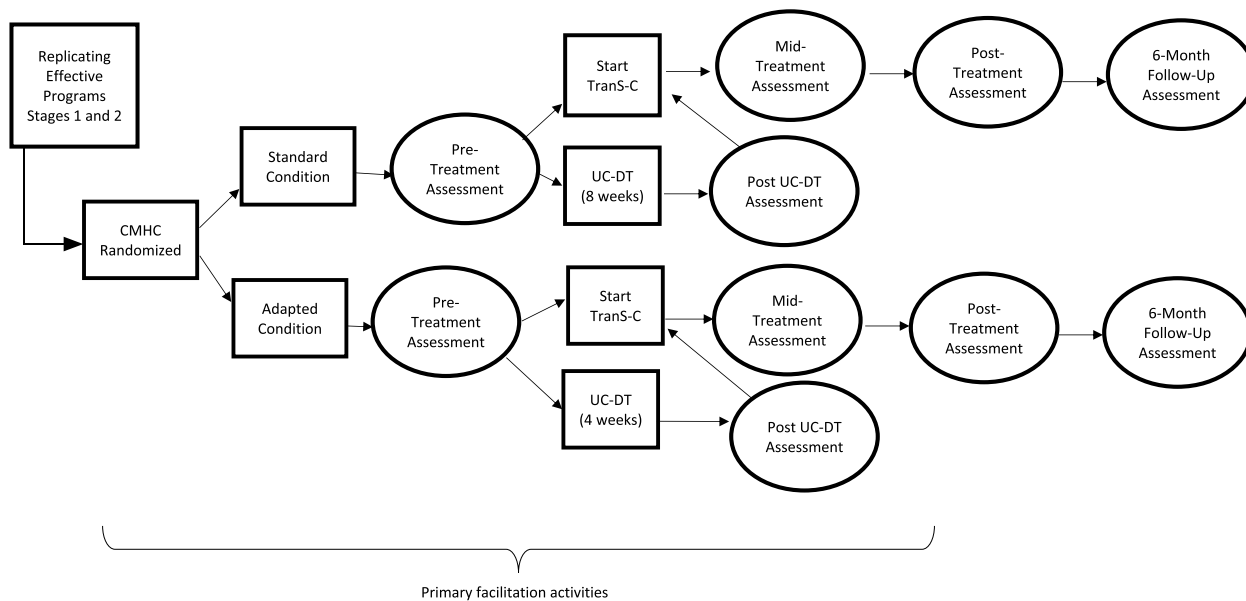 Replicating
Effective
Programs
Stages 1 and 2
CMHC
Randomized
Standard
Condition
Pre-
Treatment
Assessment
Start
TranS-C
UC-DT
(8 weeks)
Mid-
Treatment
Assessment
Post UC-DT
Assessment
Post-
Treatment
Assessment
6-Month
Follow-Up
Assessment
Adapted
Condition
Pre-
Treatment
Assessment
Start
TranS-C
UC-DT
(4 weeks)
Mid-
Treatment
Assessment
Post UC-DT
Assessment
Post-
Treatment
Assessment
6-Month
Follow-Up
Assessment
Primary facilitation activities